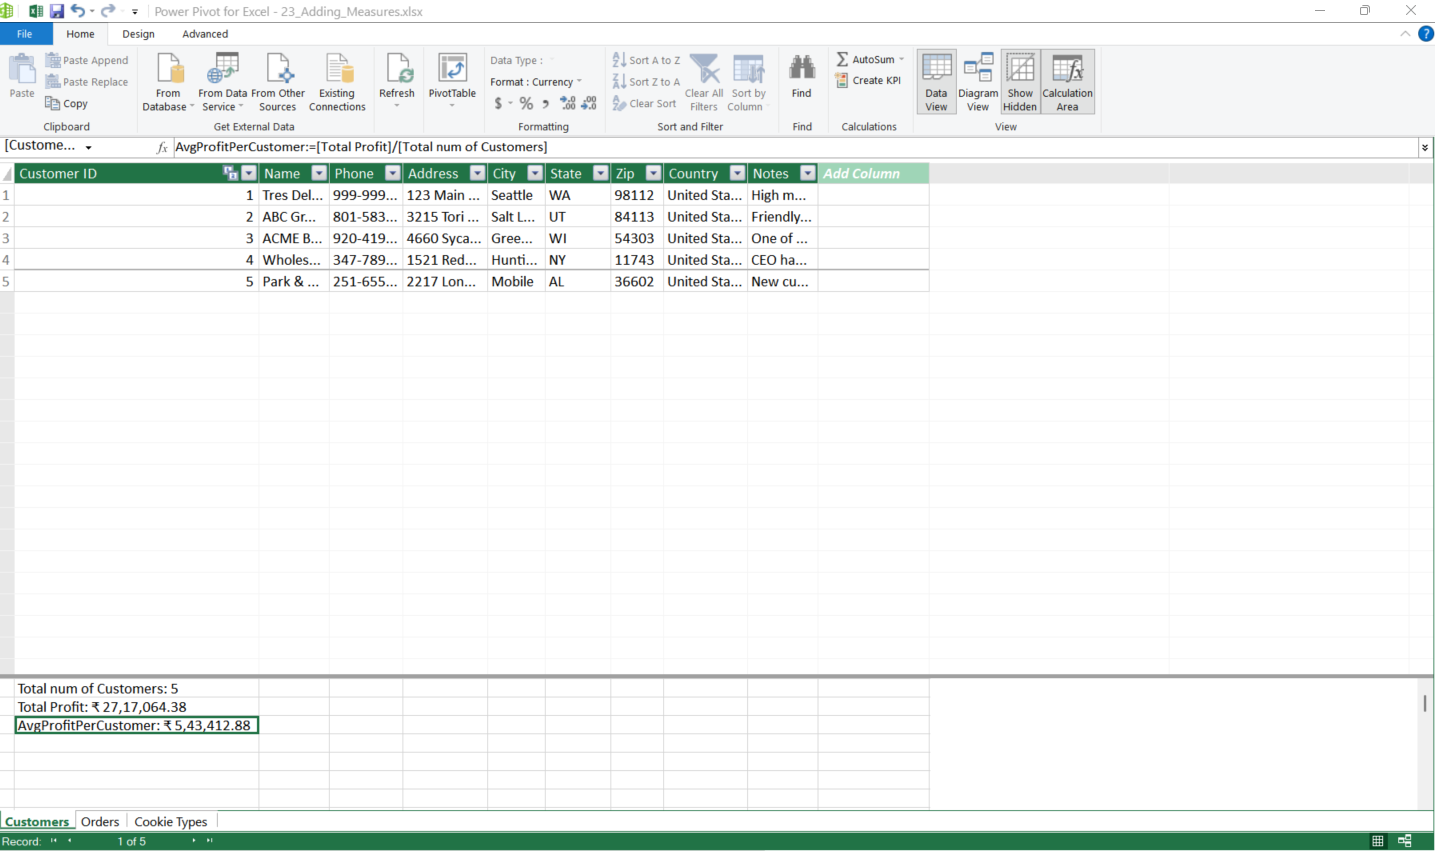 Power Pivot for Excel - 23_Adding_Measures.xlsx
File Home Design Advanced
Paste
Paste Append
Paste Replace
Copy
Clipboard
From Database
From Data Service
From Other Sources
Existing Connections
Get External Data
Refresh
PivotTable
Data Type :
Format : Currency
$ % , .00 .00
Formatting
Sort A to Z
Sort Z to A
Clear Sort
Clear All Filters
Sort by Column
Sort and Filter
Find
Find
AutoSum
Create KPI
Calculations
Data View
Diagram View
Show Hidden
Calculation Area
View
[Custome... fx AvgProfitPerCustomer:=[Total Profit]/[Total num of Customers]
Customer ID Name Phone Address City State Zip Country Notes Add Column
1 1 Tres Del... 999-999... 123 Main ... Seattle WA 98112 United Sta... High m...
2 2 ABC Gr... 801-583... 3215 Tori ... Salt L... UT 84113 United Sta... Friendly...
3 3 ACME B... 920-419... 4660 Syca... Gree... WI 54303 United Sta... One of ...
4 4 Wholes... 347-789... 1521 Red... Hunti... NY 11743 United Sta... CEO ha...
5 5 Park & ... 251-655... 2217 Lon... Mobile AL 36602 United Sta... New cu...
Total num of Customers: 5
Total Profit: ₹ 27,17,064.38
AvgProfitPerCustomer: ₹ 5,43,412.88
Customers Orders Cookie Types
Record: 1 of 5